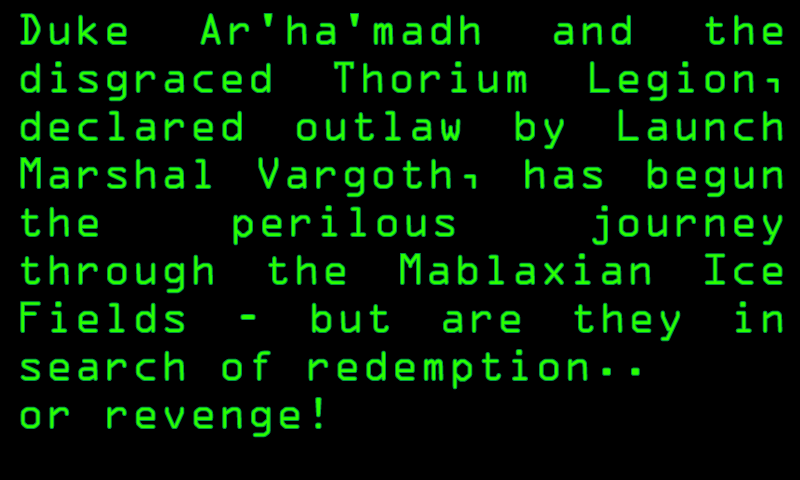 Duke Ar'ha'madh and the
disgraced Thorium Legion,
declared outlaw by Launch
Marshal Vargoth, has begun
the perilous journey
through the Mablaxian Ice
Fields - but are they in
search of redemption..
or revenge!